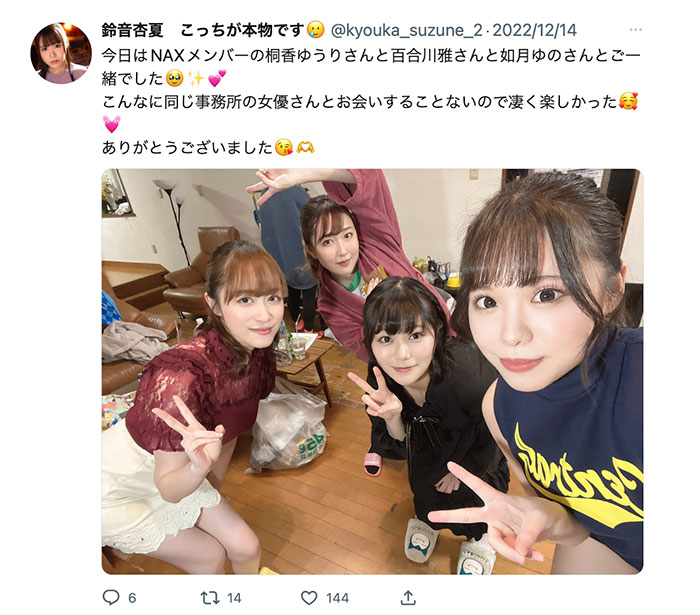 鈴音杏夏　こっちが本物です🥲 @kyouka_suzune_2・2022/12/14 …
今日はNAXメンバーの桐香ゆうりさんと百合川雅さんと如月ゆのさんとご一
緒でした🥹✨💕
こんなに同じ事務所の女優さんとお会いすることないので凄く楽しかった🥰
💓
ありがとうございました😘🫶
45
6 14 144